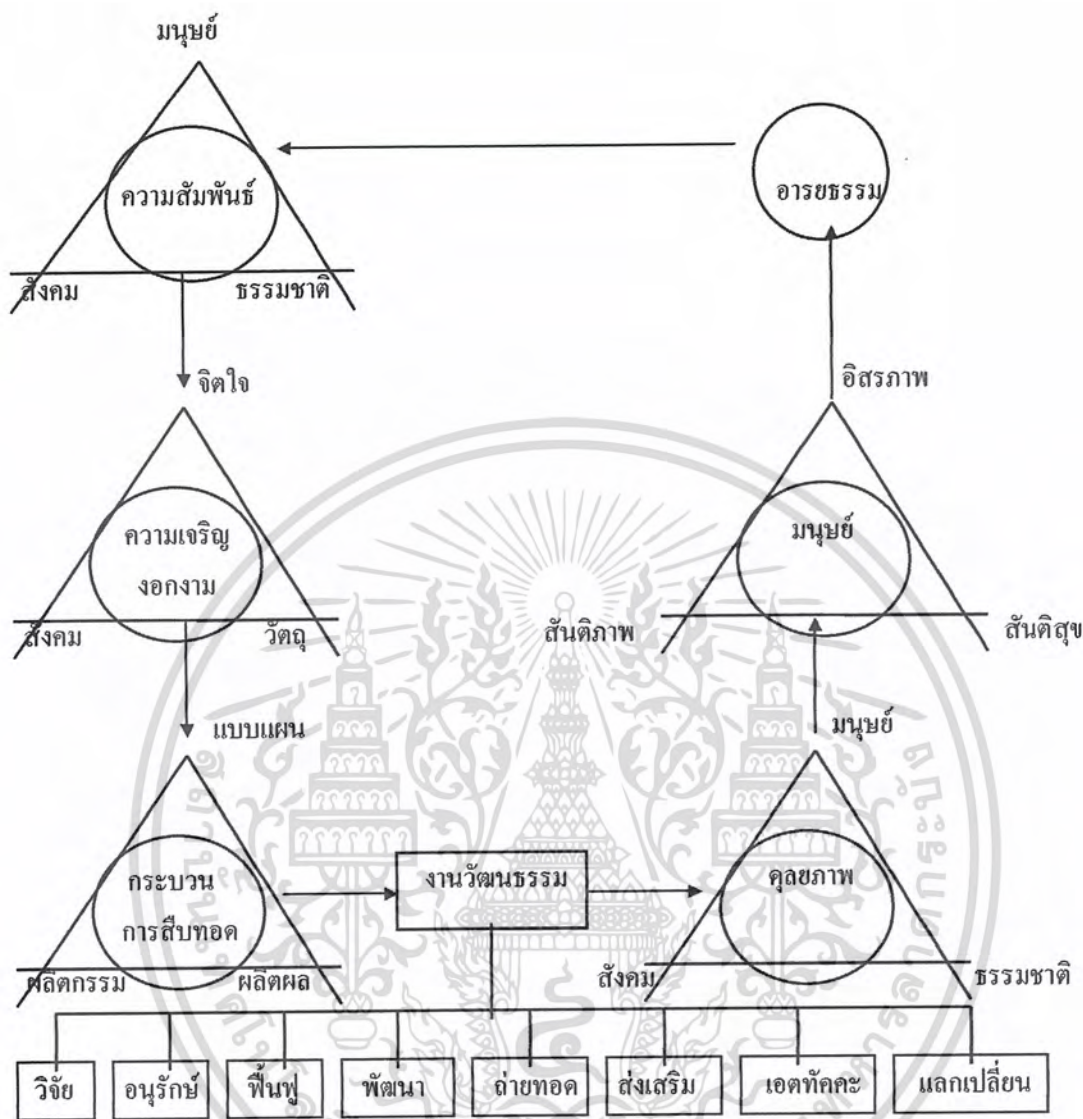 มนุษย์
ความสัมพันธ์
อารยธรรม
สังคม
ธรรมชาติ
จิตใจ
อิสรภาพ
ความเจริญ
งอกงาม
มนุษย์
สังคม
วัตถุ
สันติภาพ
สันติสุข
แบบแผน
มนุษย์
กระบวน
การสืบทอด
งานวัฒนธรรม
ดุลยภาพ
ผลิตกรรม
ผลิตผล
สังคม
ธรรมชาติ
วิจัย
อนุรักษ์
ฟื้นฟู
พัฒนา
ถ่ายทอด
ส่งเสริม
เอตทัคคะ
แลกเปลี่ยน